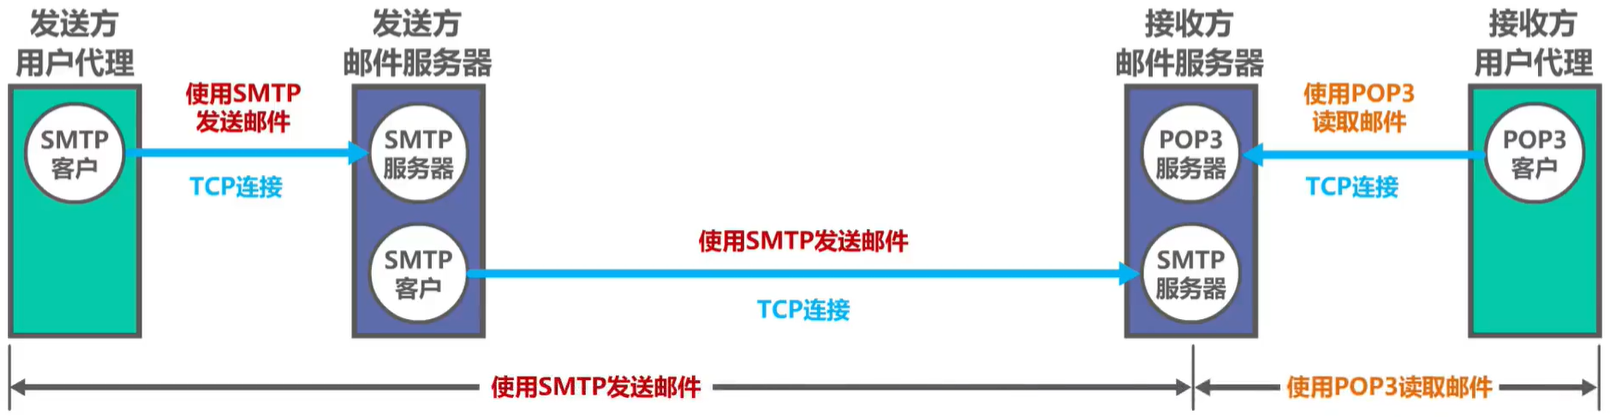 发送方
用户代理
发送方
邮件服务器
接收方
邮件服务器
接收方
用户代理
SMTP
客户
使用SMTP
发送邮件
TCP连接
SMTP
服务器
SMTP
客户
使用SMTP发送邮件
TCP连接
POP3
服务器
SMTP
服务器
使用POP3
读取邮件
TCP连接
POP3
客户
使用SMTP发送邮件
使用POP3读取邮件